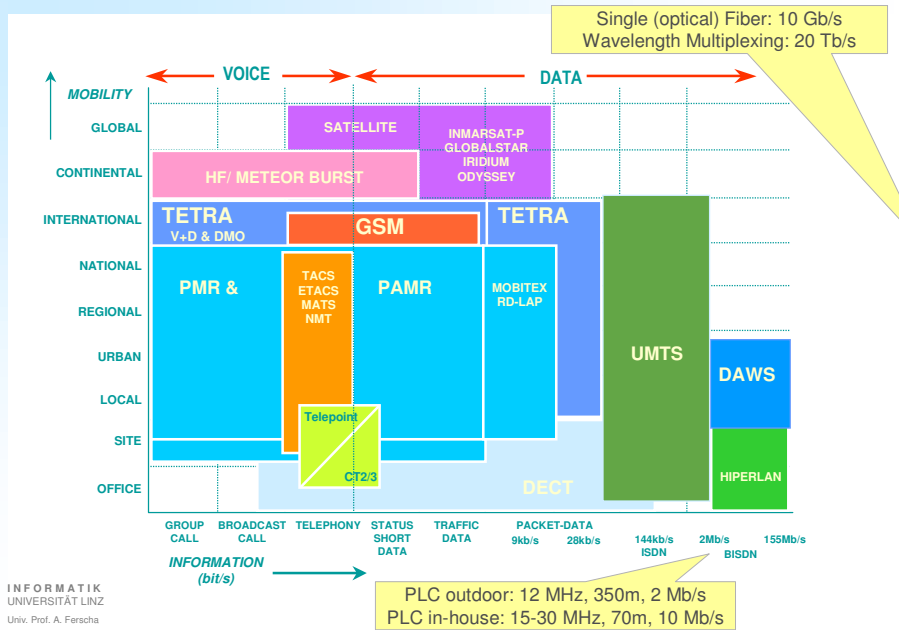 Single (optical) Fiber: 10 Gb/s
Wavelength Multiplexing: 20 Tb/s
VOICE
DATA
MOBILITY
GLOBAL
CONTINENTAL
INTERNATIONAL
NATIONAL
REGIONAL
URBAN
LOCAL
SITE
OFFICE
SATELLITE
INMARSAT-P
GLOBALSTAR
IRIDIUM
ODYSSEY
HF/ METEOR BURST
TETRA
V+D & DMO
GSM
TETRA
PMR &
TACS
ETACS
MATS
NMT
PAMR
MOBITEX
RD-LAP
UMTS
DAWS
Telepoint
CT2/3
DECT
HIPERLAN
GROUP
CALL
BROADCAST
CALL
TELEPHONY
STATUS
SHORT
DATA
TRAFFIC
DATA
PACKET-DATA
9kb/s 28kb/s
144kb/s
ISDN
2Mb/s 155Mb/s
BISDN
INFORMATION
(bit/s)
PLC outdoor: 12 MHz, 350m, 2 Mb/s
PLC in-house: 15-30 MHz, 70m, 10 Mb/s
INFORMATIK
UNIVERSITÄT LINZ
Univ. Prof. A. Ferscha